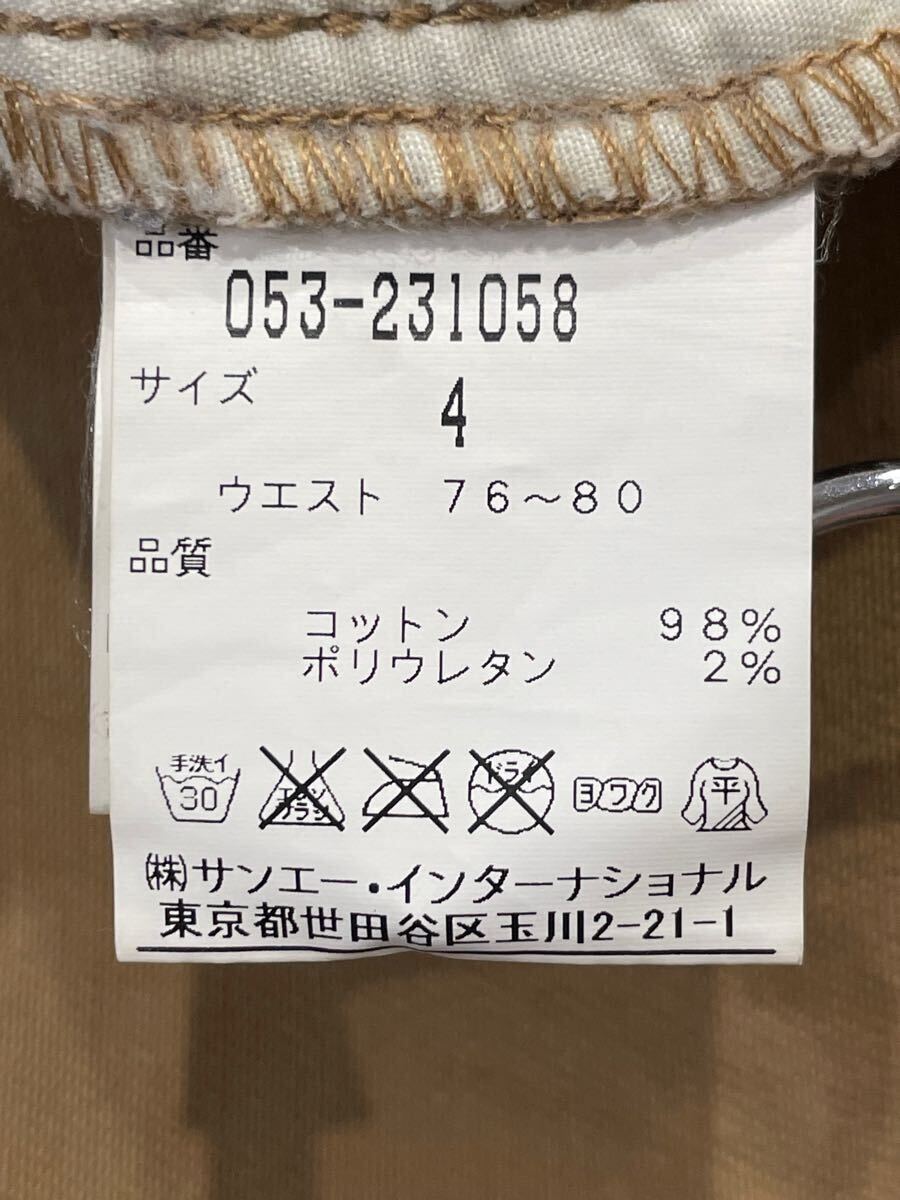 品番
053-231058
サイズ
4
ウエスト 76～80
品質
コットン 98%
ポリウレタン 2%
手洗イ 30 エンソ サラシ ドライ ヨワク 平
㈱サンエー・インターナショナル
東京都世田谷区玉川2-21-1